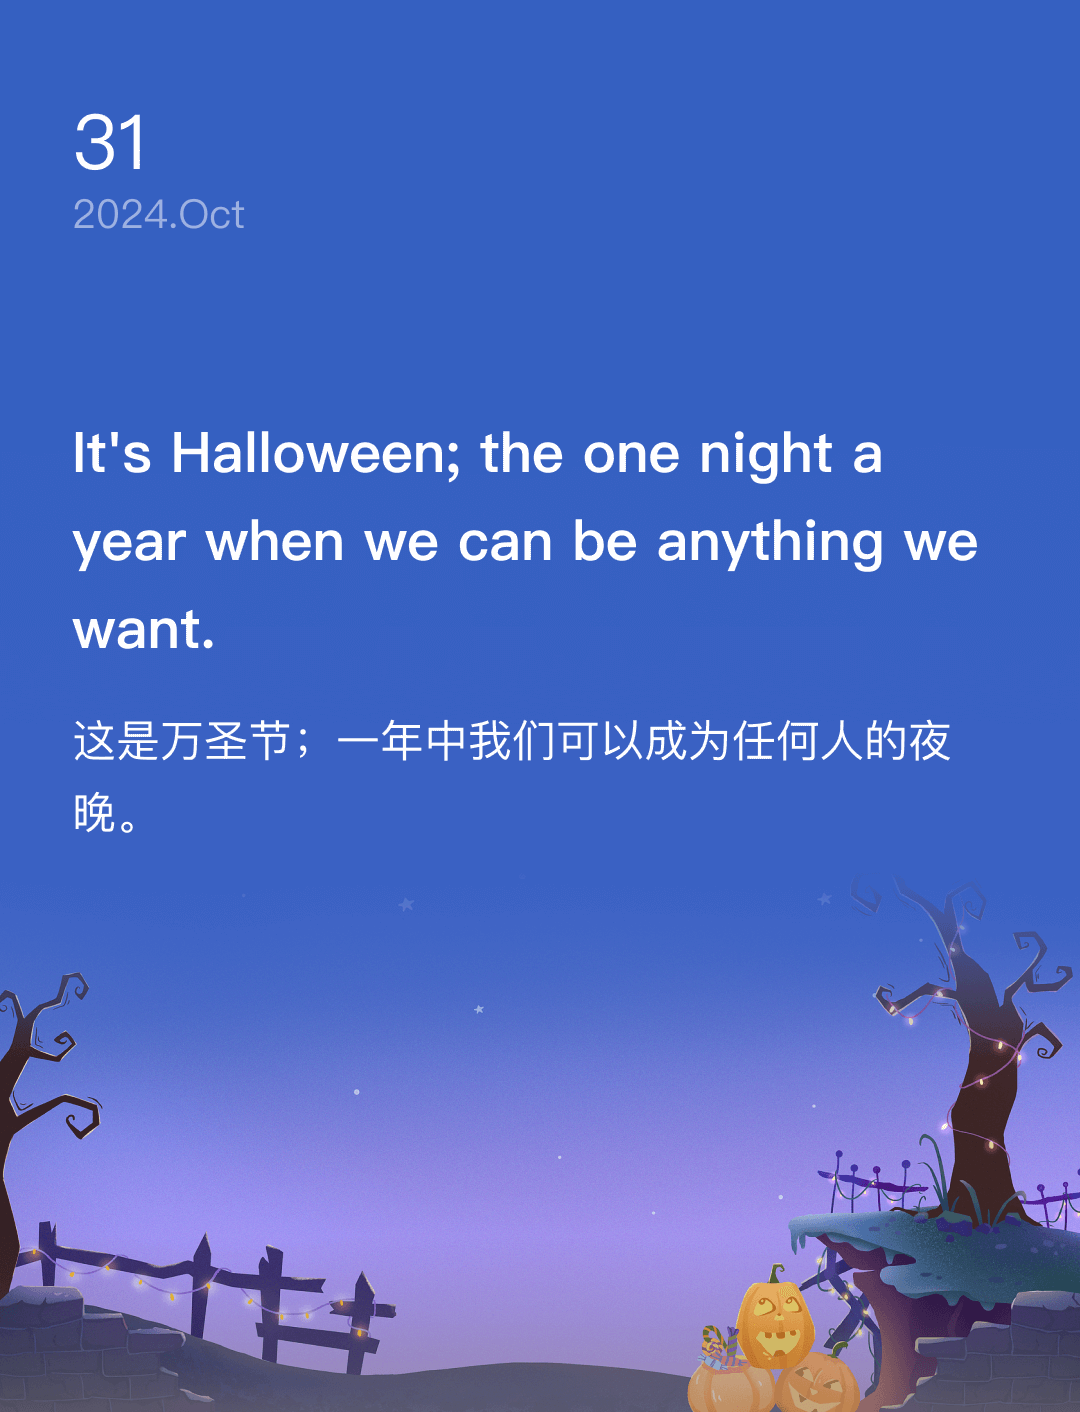 31
2024.Oct
It's Halloween; the one night a
year when we can be anything we
want.
这是万圣节；一年中我们可以成为任何人的夜
晚。